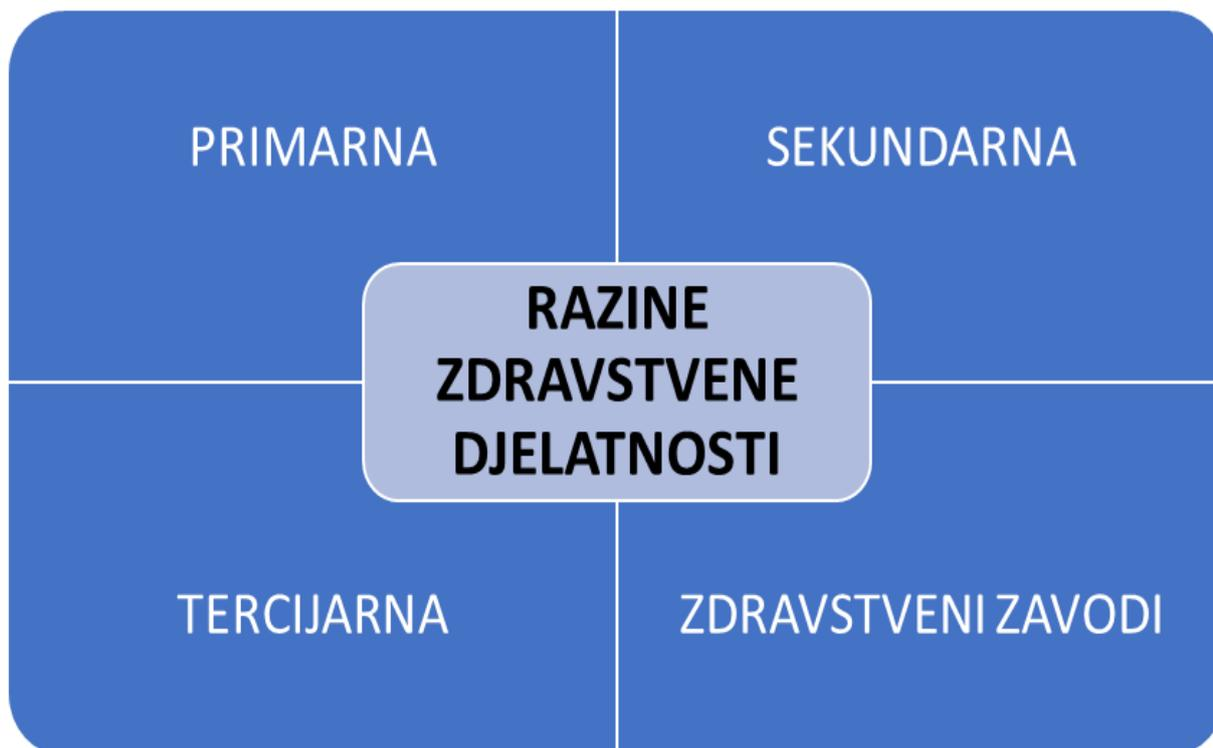 PRIMARNA
SEKUNDARNA
RAZINE
ZDRAVSTVENE
DJELATNOSTI
TERCIJARNA
ZDRAVSTVENI ZAVODI